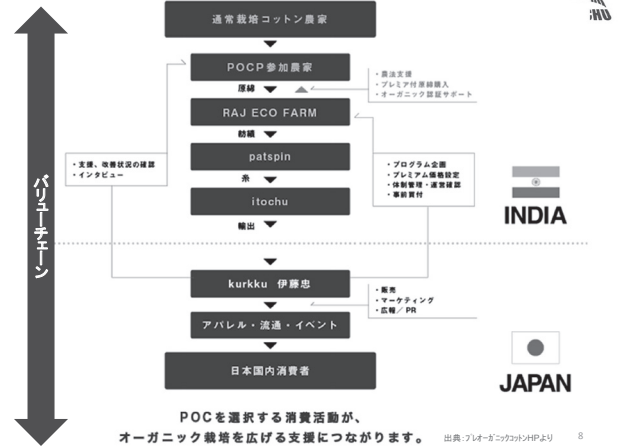 CHU
通常栽培コットン農家
POCP参加農家
原綿
・農法支援
・プレミア付原綿購入
・オーガニック認証サポート
RAJ ECO FARM
紡績
patspin
・支援、改善状況の確認
・インタビュー
・プログラム企画
・プレミアム価格設定
・体制管理・運営確認
・事前買付
糸
itochu
輸出
INDIA
バリューチェーン
kurkku 伊藤忠
・販売
・マーケティング
・広報／PR
アパレル・流通・イベント
日本国内消費者
JAPAN
POCを選択する消費活動が、
オーガニック栽培を広げる支援につながります。
出典：プレオーガニックコットンHPより
8